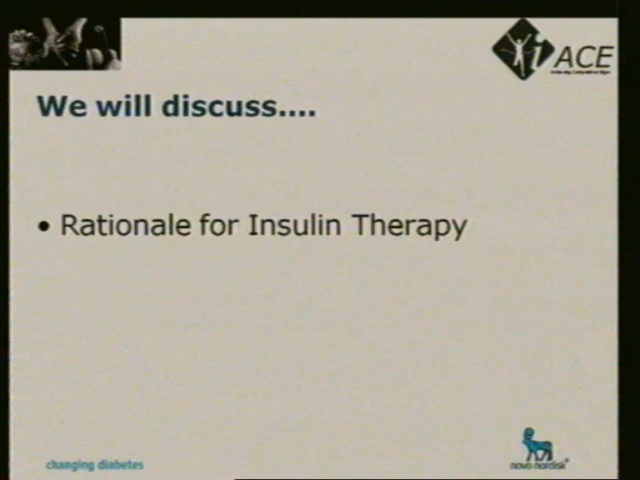 i ACE
We will discuss....
• Rationale for Insulin Therapy
changing diabetes
novo nordisk®